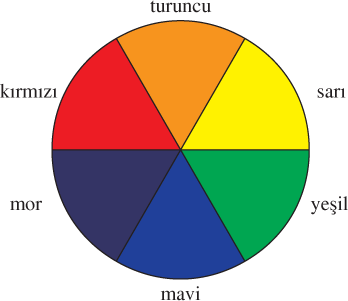 turuncu
kırmızı
sarı
mor
yeşil
mavi